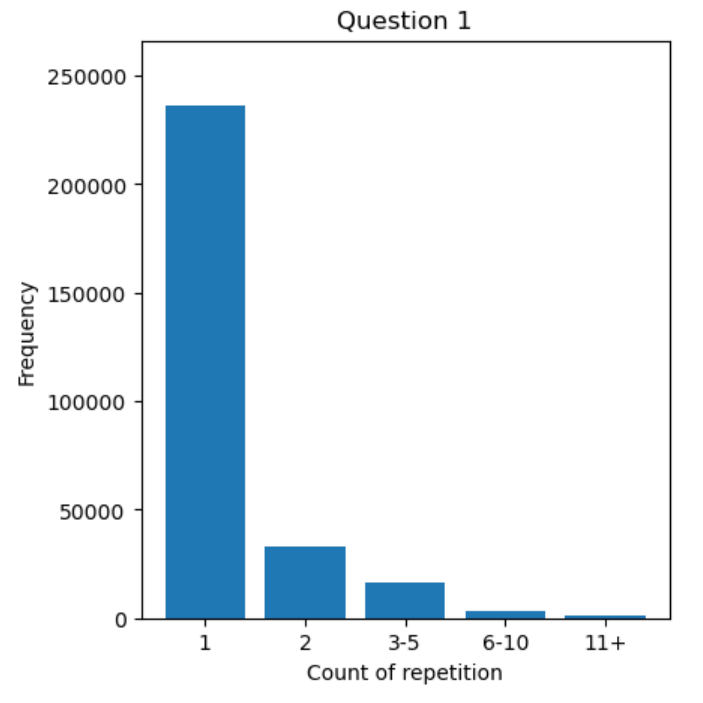 Question 1
250000
200000
150000
100000
50000
0
Frequency
1 2 3-5 6-10 11+
Count of repetition